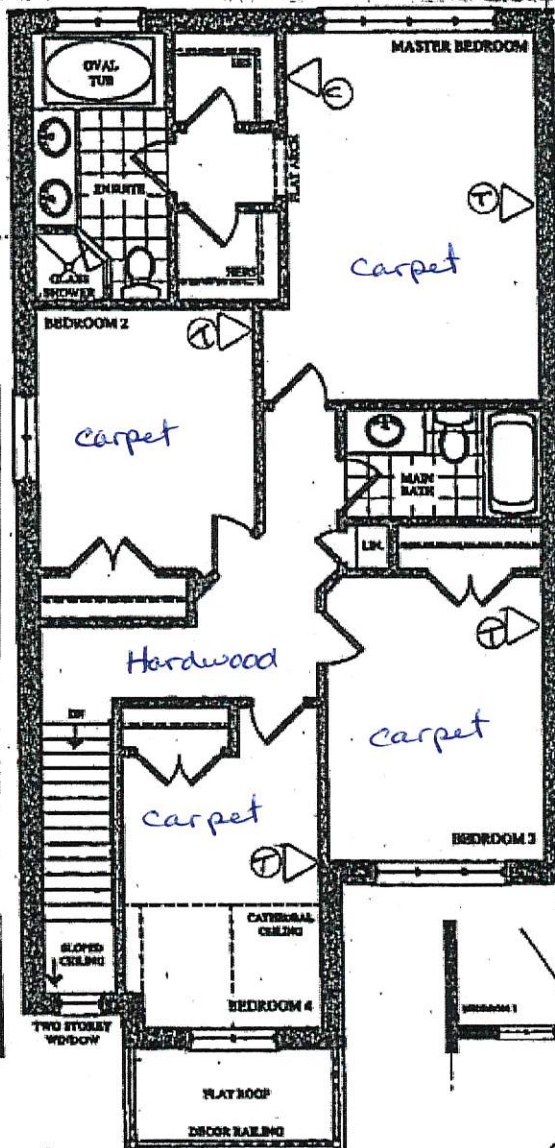 MASTER BEDROOM
OVAL
TUB
HIS
FLAT ARCH
ENSUITE
T
carpet
HERS
GLASS
SHOWER
BEDROOM 2
T
carpet
MAIN
BATH
LIN.
T
Hardwood
carpet
DN
carpet
T
BEDROOM 3
CATHEDRAL
CEILING
SLOPED
CEILING
BEDROOM 4
TWO STOREY
WINDOW
FLAT ROOF
DECOR RAILING